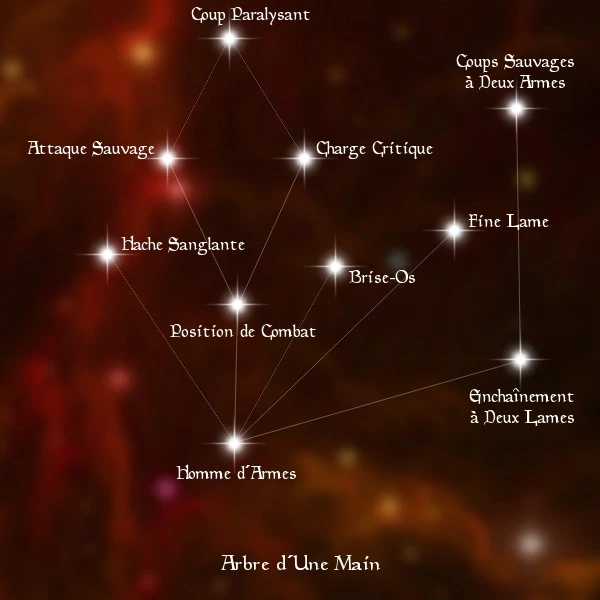 Coup Paralysant
Coups Sauvages
à Deux Armes
Attaque Sauvage
Charge Critique
Fine Lame
Hache Sanglante
Brise-Os
Position de Combat
Enchaînement
à Deux Lames
Homme d'Armes
Arbre d'Une Main